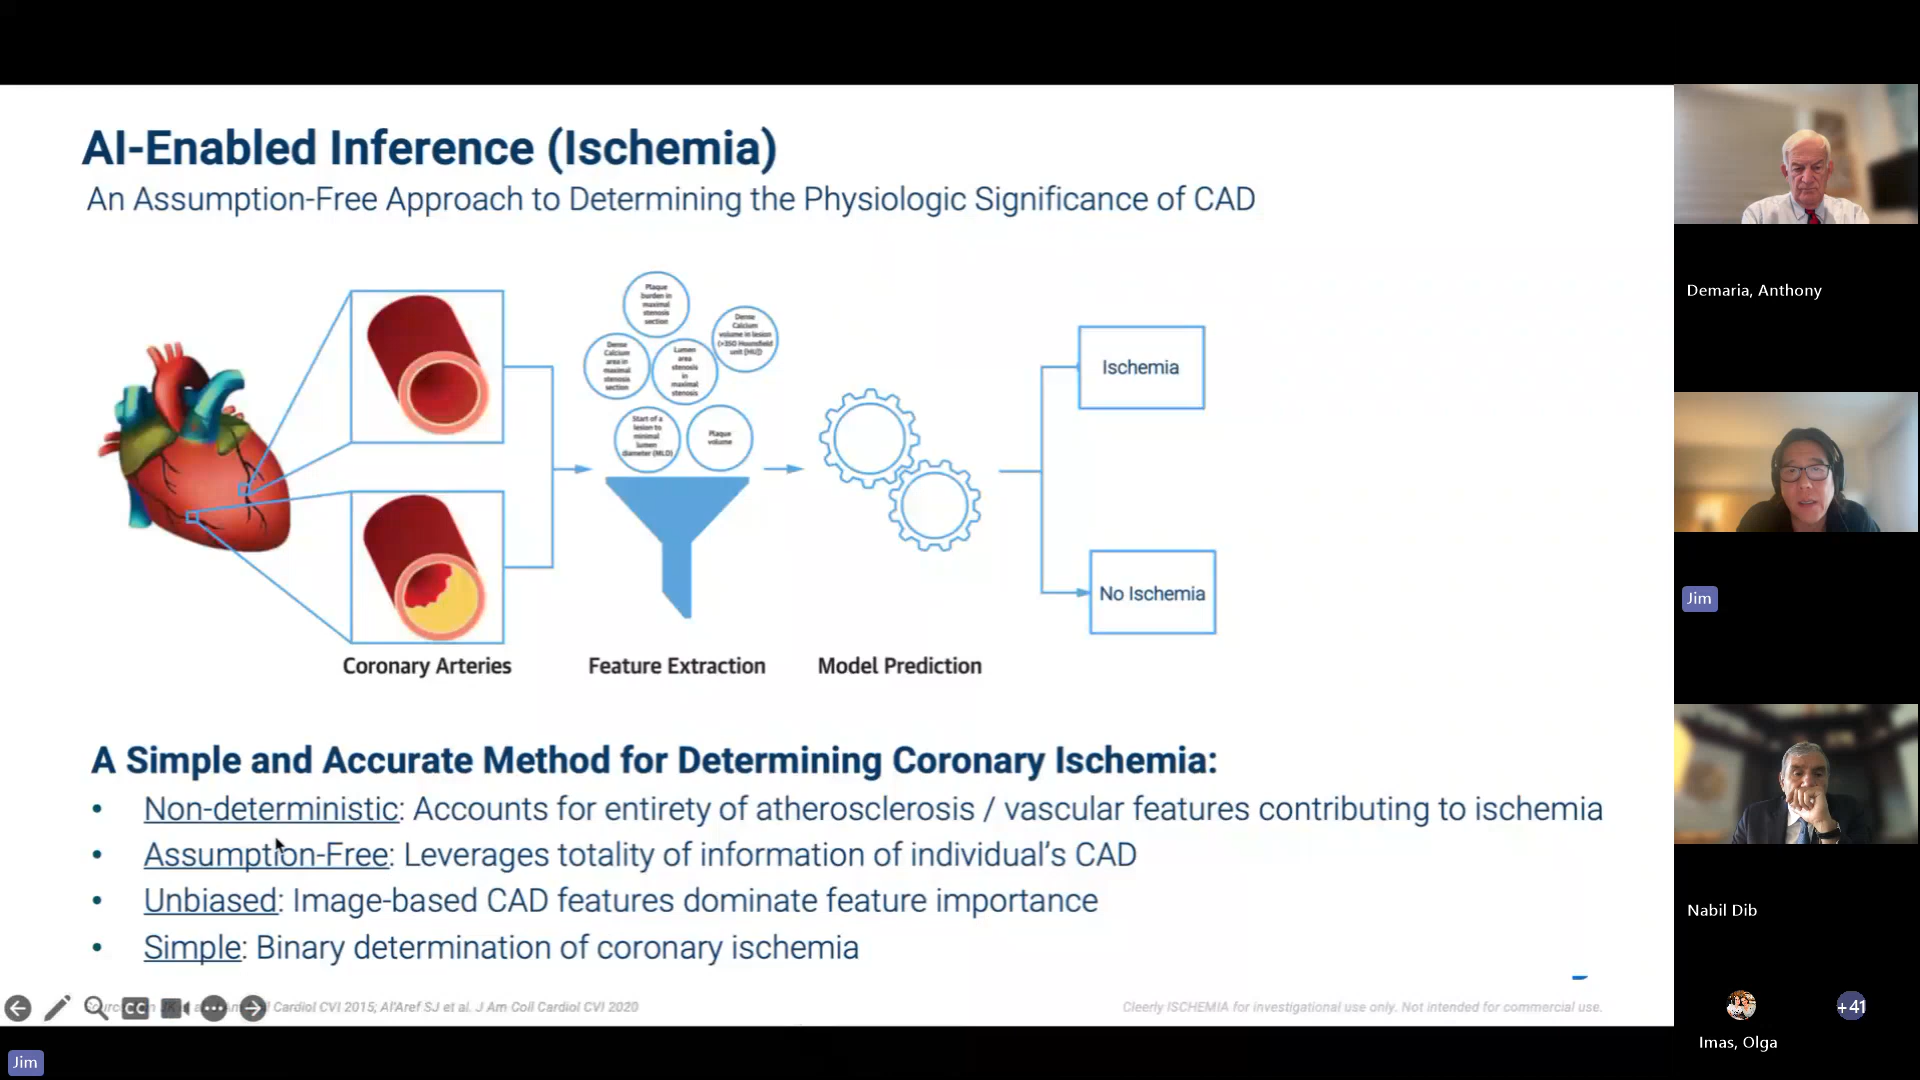 AI-Enabled Inference (Ischemia)
An Assumption-Free Approach to Determining the Physiologic Significance of CAD
Plaque
burden in
maximal
stenosis
section
Dense
Calcium
volume in lesion
(>350 Hounsfield
unit [HU])
Dense
Calcium
area in
maximal
stenosis
section
Lumen
area
stenosis
in
maximal
stenosis
Start of a
lesion to
minimal
lumen
diameter (MLD)
Plaque
volume
Ischemia
No Ischemia
Coronary Arteries
Feature Extraction
Model Prediction
A Simple and Accurate Method for Determining Coronary Ischemia:
• Non-deterministic: Accounts for entirety of atherosclerosis / vascular features contributing to ischemia
• Assumption-Free: Leverages totality of information of individual's CAD
• Unbiased: Image-based CAD features dominate feature importance
• Simple: Binary determination of coronary ischemia
Cardiol CVI 2015; Al'Aref SJ et al. J Am Coll Cardiol CVI 2020
Cleerly ISCHEMIA for investigational use only. Not intended for commercial use.
CC
Jim
Demaria, Anthony
Jim
Nabil Dib
+41
Imas, Olga